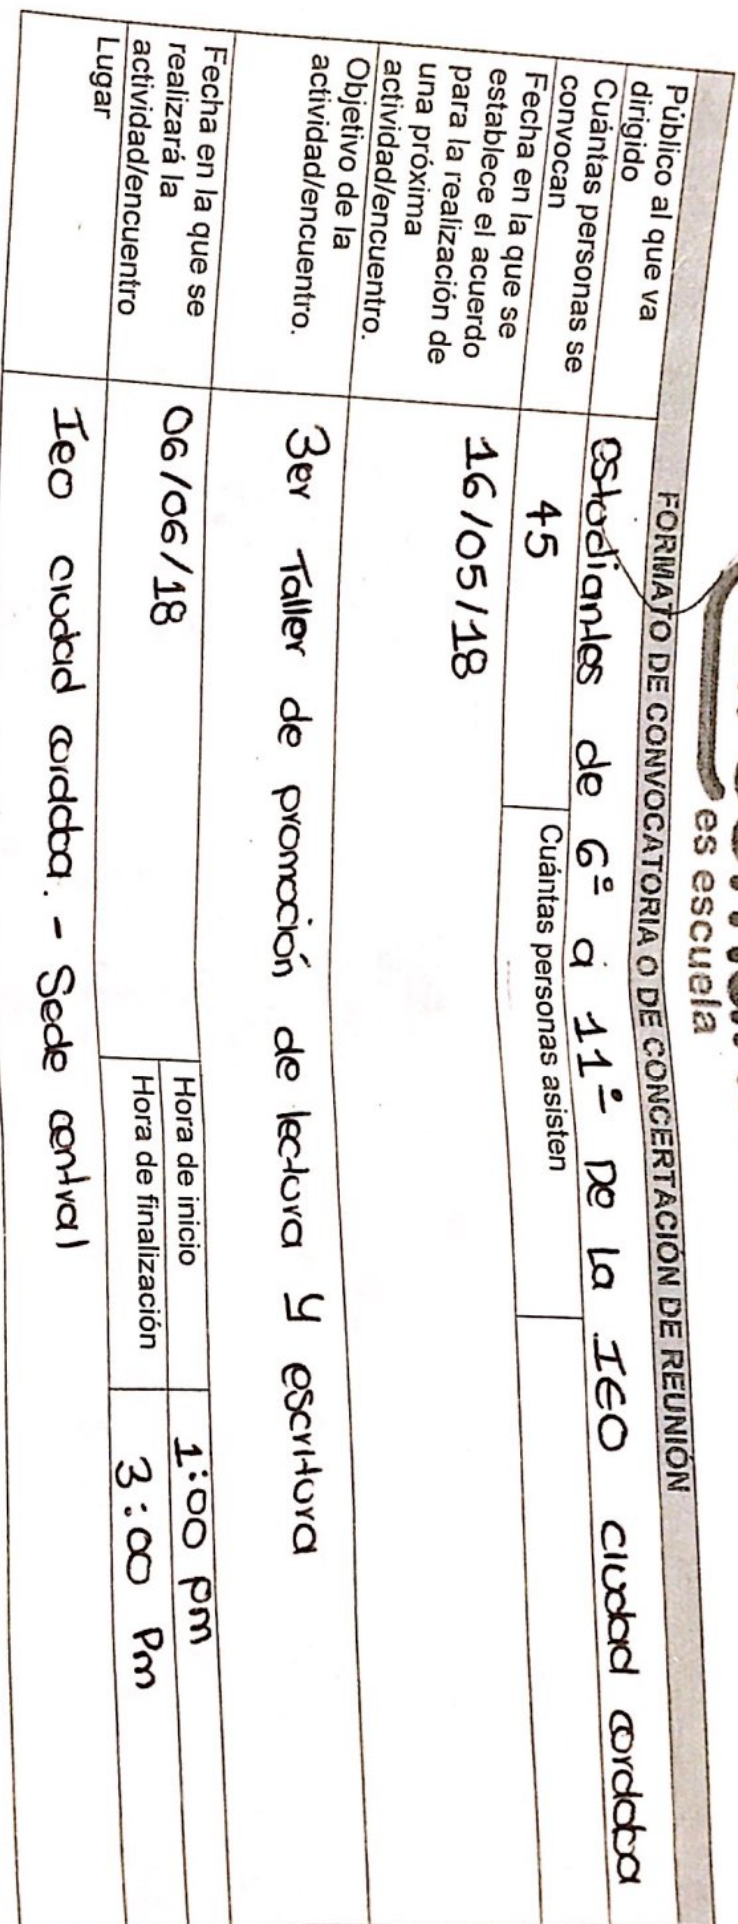 es escuela
FORMATO DE CONVOCATORIA O DE CONCERTACIÓN DE REUNIÓN
Público al que va
dirigido
estudiantes de 6º a 11º De La IEO ciudad cordoba
Cuántas personas se
convocan
45
Cuántas personas asisten
Fecha en la que se
establece el acuerdo
para la realización de
una próxima
actividad/encuentro.
16/05/18
Objetivo de la
actividad/encuentro.
3er Taller de promoción de lectura y escritura
Fecha en la que se
realizará la
actividad/encuentro
06/06/18
Hora de inicio
1:00 pm
Hora de finalización
3:00 Pm
Lugar
Ieo ciudad cordoba. - Sede central